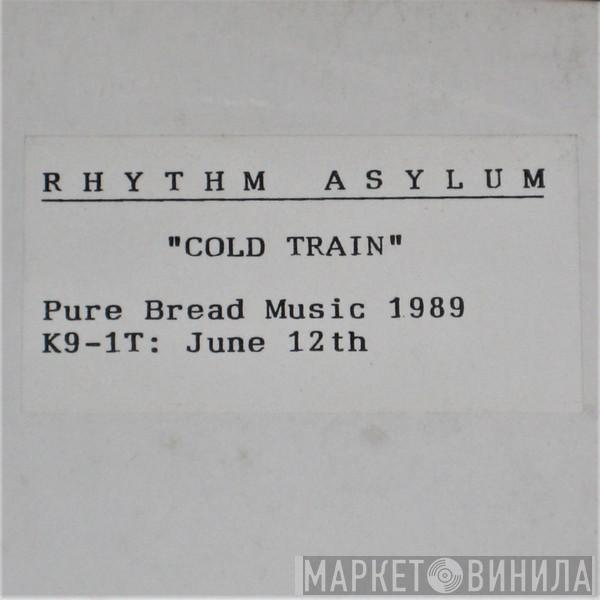 RHYTHM ASYLUM
"COLD TRAIN"
Pure Bread Music 1989
K9-1T: June 12th
МАРКЕТ ВИНИЛА